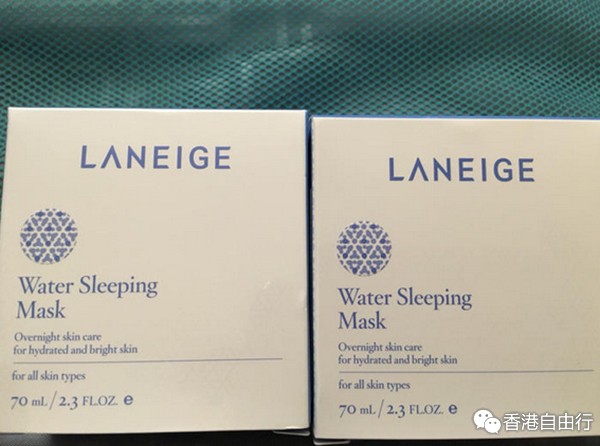 LANEIGE
Water Sleeping
Mask
Overnight skin care
for hydrated and bright skin
for all skin types
70 mL/2.3 FL.OZ. e
LANEIGE
Water Sleeping
Mask
Overnight skin care
for hydrated and bright skin
for all skin types
70 mL/2.3 FL.OZ. e
香港自由行